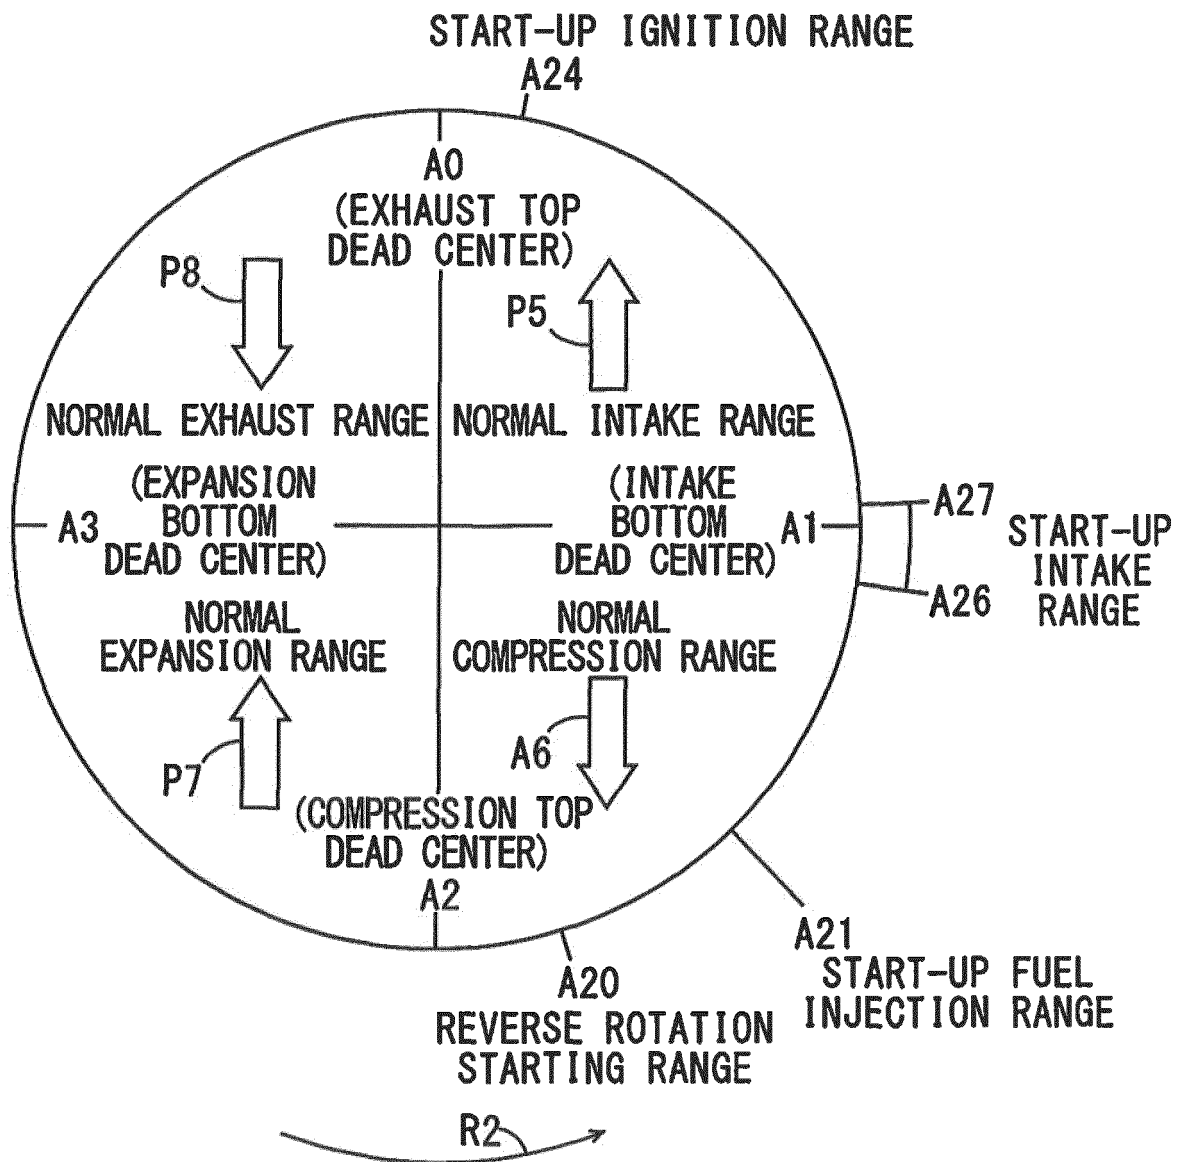 START-UP IGNITION RANGE
A24
A0
(EXHAUST TOP
DEAD CENTER)
P8
P5
NORMAL EXHAUST RANGE
NORMAL INTAKE RANGE
(EXPANSION
BOTTOM
DEAD CENTER)
A3
(INTAKE
BOTTOM
DEAD CENTER)
A1
A27
START-UP
INTAKE
RANGE
A26
NORMAL
EXPANSION RANGE
NORMAL
COMPRESSION RANGE
P7
A6
(COMPRESSION TOP
DEAD CENTER)
A2
A21
START-UP FUEL
INJECTION RANGE
A20
REVERSE ROTATION
STARTING RANGE
R2